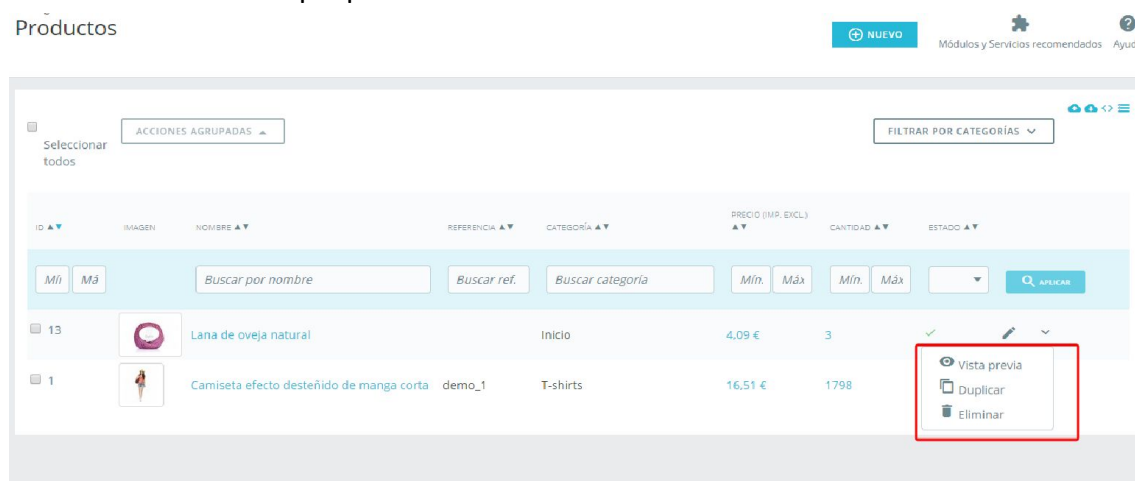 Productos
NUEVO
Módulos y Servicios recomendados
Seleccionar
todos
ACCIONES AGRUPADAS
FILTRAR POR CATEGORÍAS
ID IMAGEN NOMBRE REFERENCIA CATEGORÍA PRECIO (IMP. EXCL.) CANTIDAD ESTADO
Mín Buscar por nombre Buscar ref. Buscar categoría Mín. Máx Mín. Máx APLICAR
13 Lana de oveja natural Inicio 4,09 € 3
1 Camiseta efecto desteñido de manga corta demo_1 T-shirts 16,51 € 1798
Vista previa
Duplicar
Eliminar